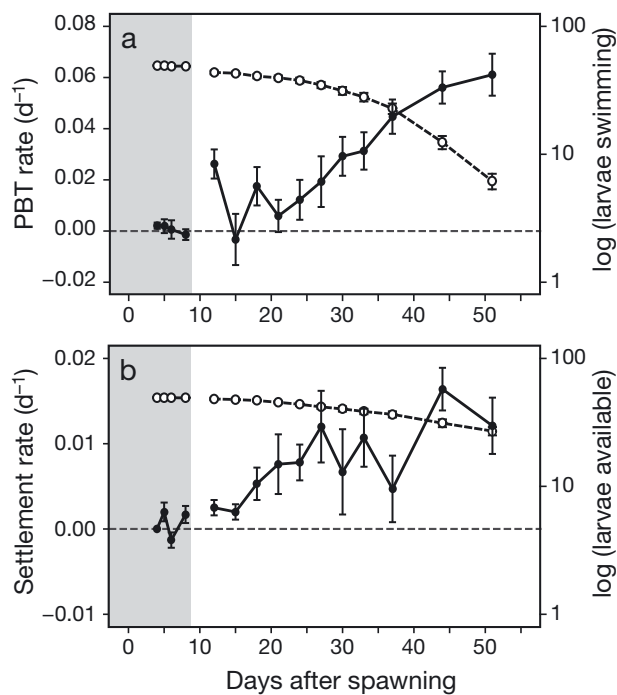 a
PBT rate (d⁻¹)
0.08
0.06
0.04
0.02
0.00
−0.02
100
10
1
log (larvae swimming)
0 10 20 30 40 50
b
Settlement rate (d⁻¹)
0.02
0.01
0.00
−0.01
100
10
1
log (larvae available)
0 10 20 30 40 50
Days after spawning